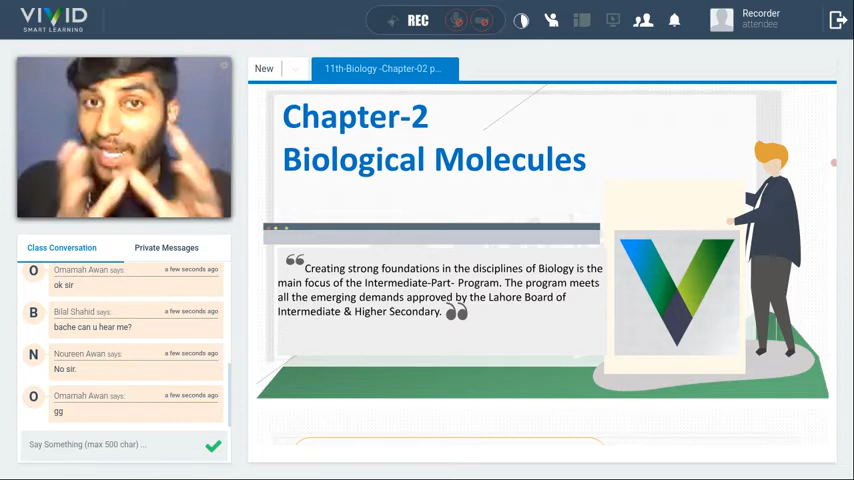 VIVID
SMART LEARNING
REC
Recorder
attendee
New
11th-Biology -Chapter-02 p...
Chapter-2
Biological Molecules
“Creating strong foundations in the disciplines of Biology is the
main focus of the Intermediate-Part- Program. The program meets
all the emerging demands approved by the Lahore Board of
Intermediate & Higher Secondary.”
Class Conversation
Private Messages
O
Omamah Awan says:
a few seconds ago
ok sir
B
Bilal Shahid says:
a few seconds ago
bache can u hear me?
N
Noureen Awan says:
a few seconds ago
No sir.
O
Omamah Awan says:
a few seconds ago
gg
Say Something (max 500 char) ...